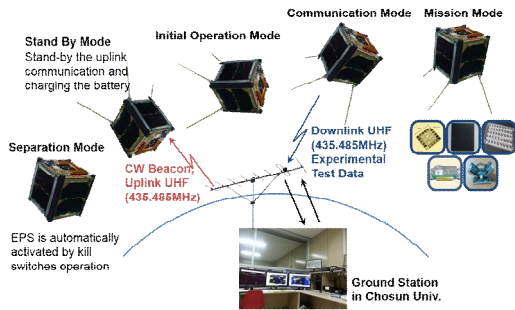 Communication Mode
Mission Mode
Initial Operation Mode
Stand By Mode
Stand-by the uplink
communication and
charging the battery
Separation Mode
Downlink UHF
(435.485MHz)
Experimental
Test Data
CW Beacon,
Uplink UHF
(435.485MHz)
EPS is automatically
activated by kill
switches operation
Ground Station
in Chosun Univ.